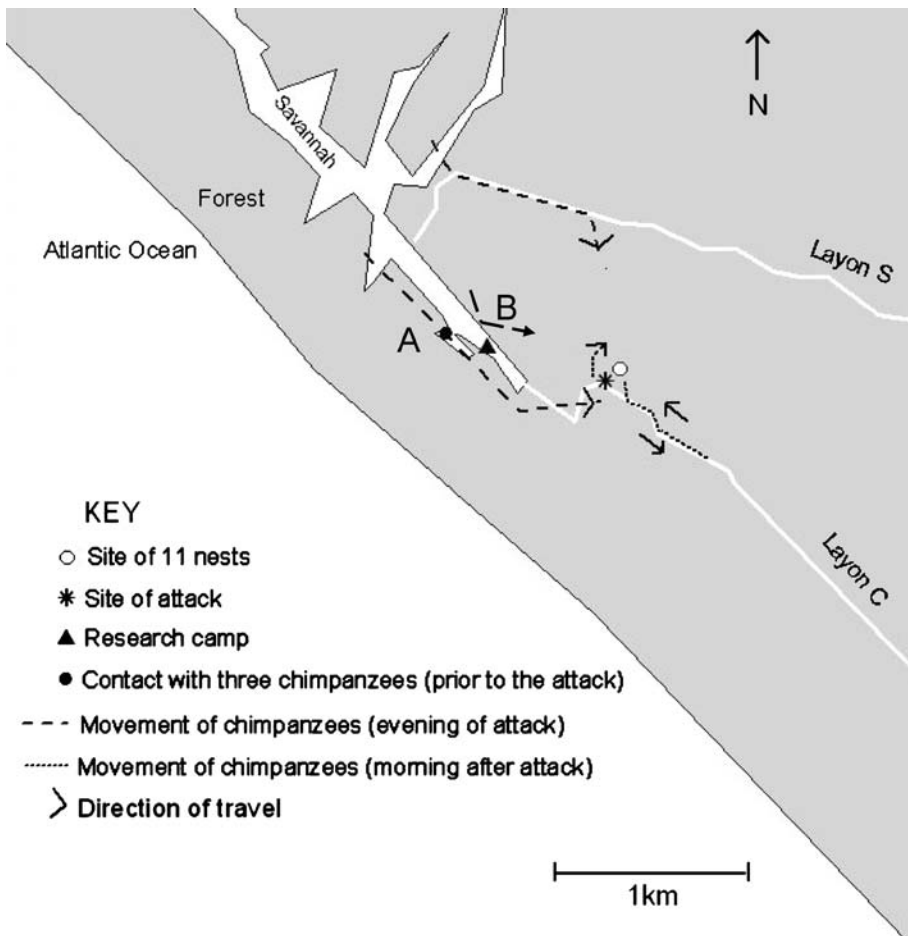 N
Savannah
Forest
Atlantic Ocean
Layon S
B
A
Layon C
KEY
Site of 11 nests
Site of attack
Research camp
Contact with three chimpanzees (prior to the attack)
Movement of chimpanzees (evening of attack)
Movement of chimpanzees (morning after attack)
Direction of travel
1km